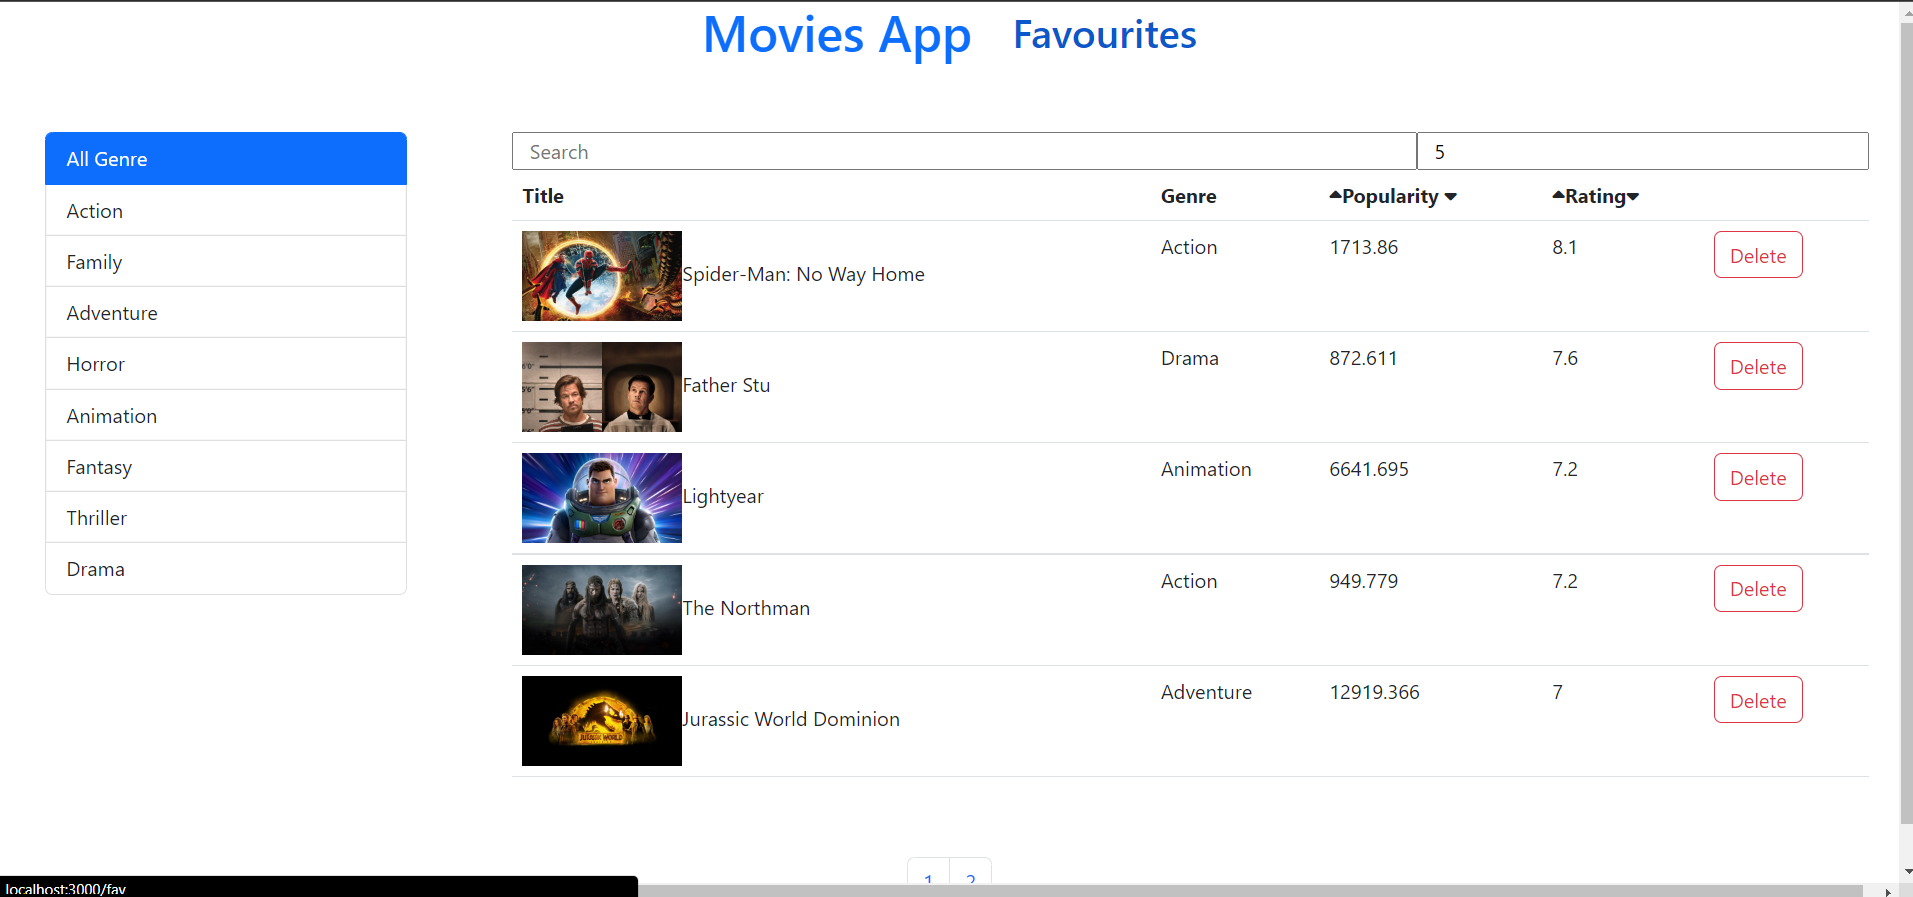 Movies App Favourites
All Genre
Action
Family
Adventure
Horror
Animation
Fantasy
Thriller
Drama
Search 5
Title Genre Popularity Rating
Spider-Man: No Way Home Action 1713.86 8.1 Delete
Father Stu Drama 872.611 7.6 Delete
Lightyear Animation 6641.695 7.2 Delete
The Northman Action 949.779 7.2 Delete
JURASSIC WORLD
Jurassic World Dominion Adventure 12919.366 7 Delete
1 2
localhost:3000/fav